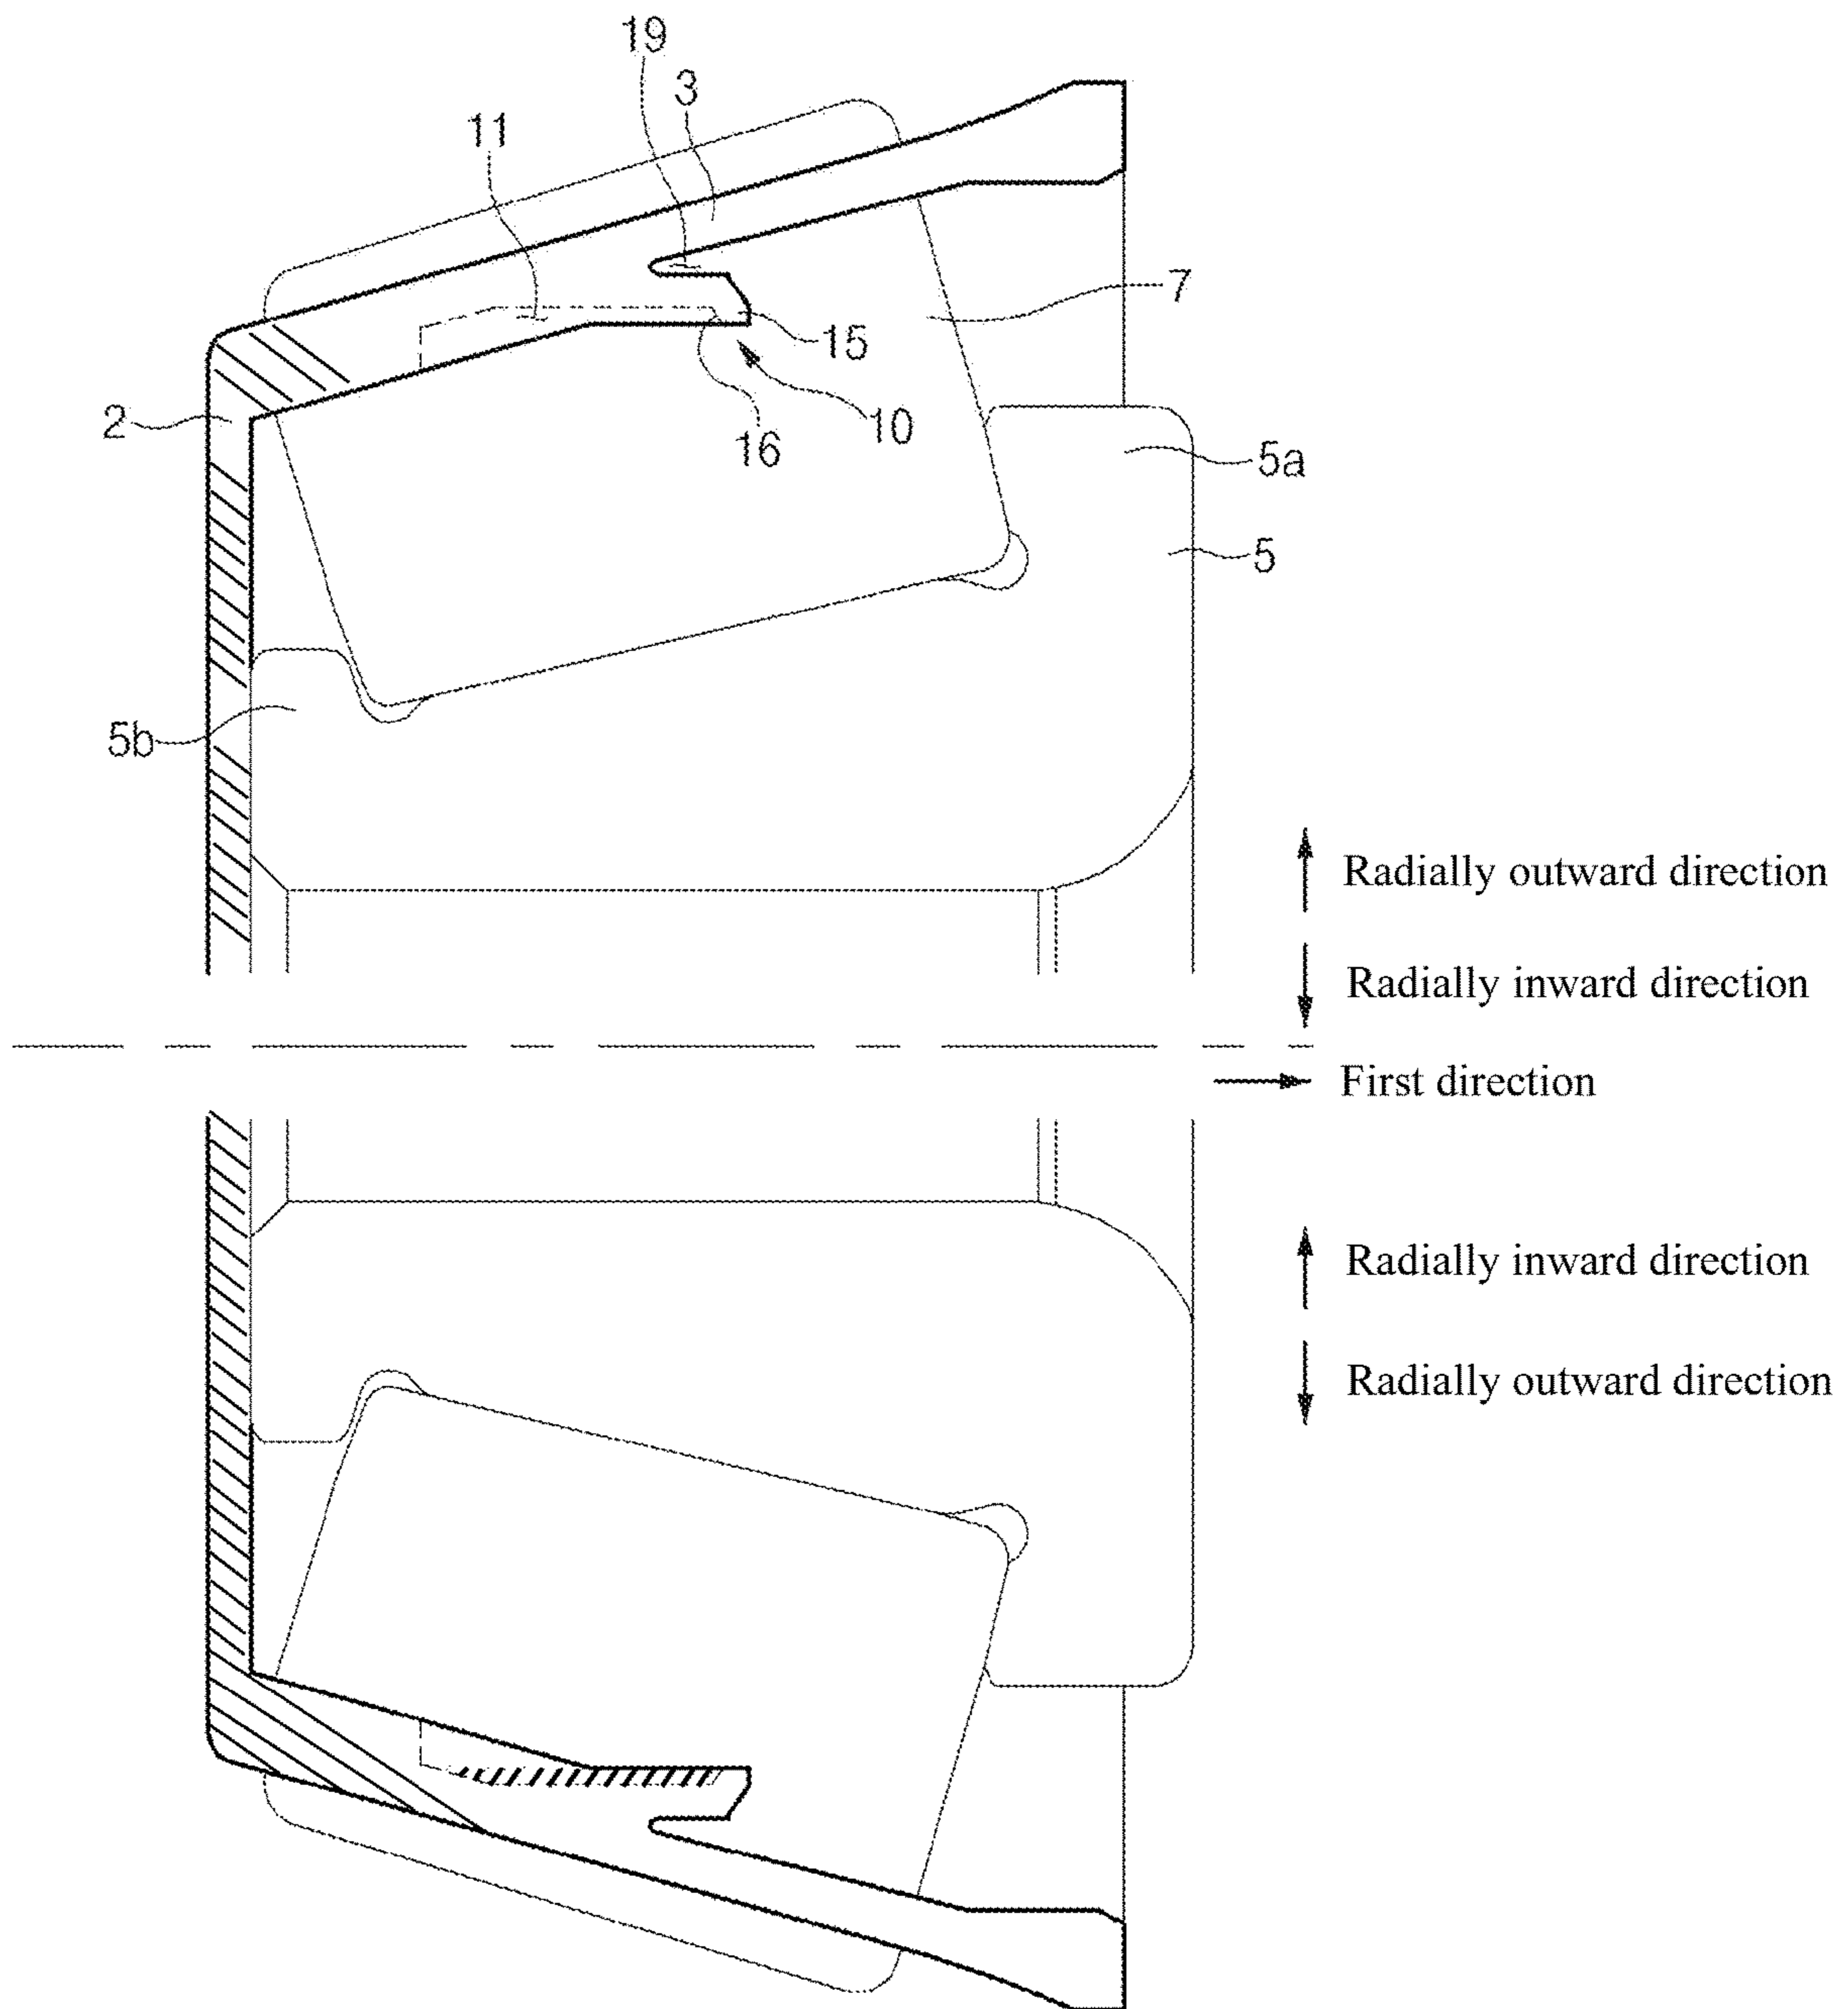 19
3
11
7
15
2
10
16
5a
5
5b
Radially outward direction
Radially inward direction
First direction
Radially inward direction
Radially outward direction